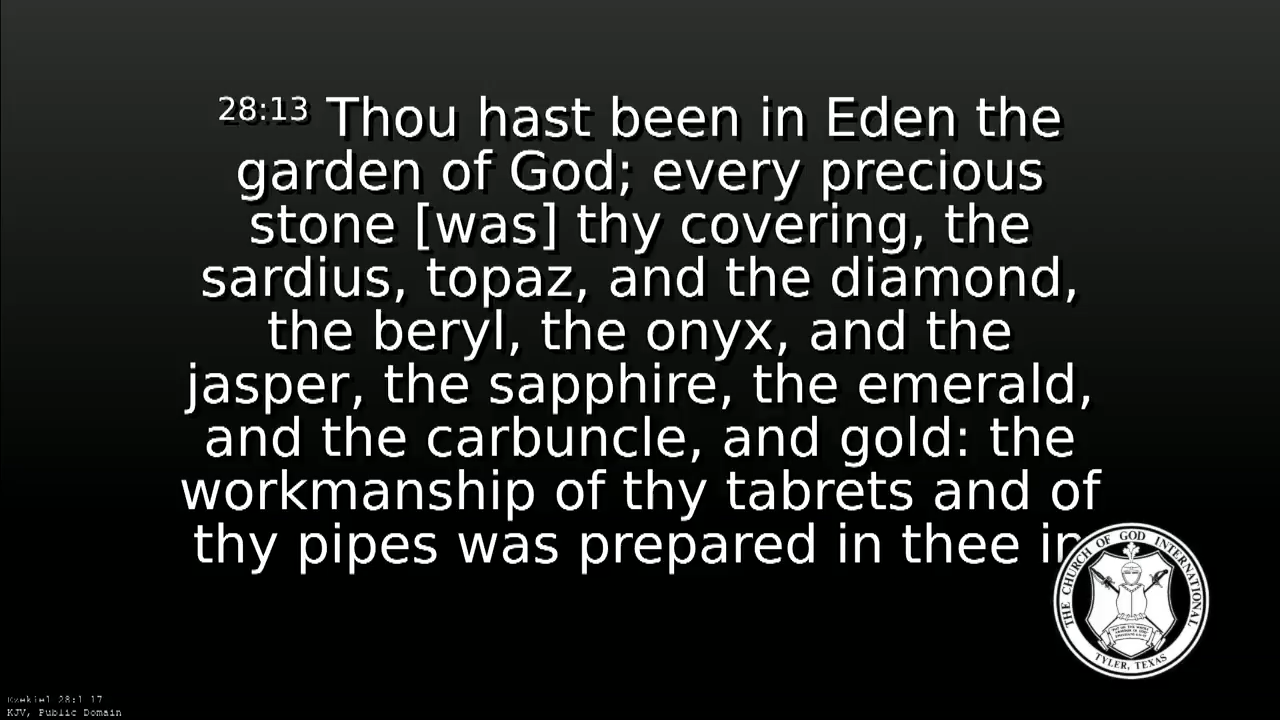 28:13 Thou hast been in Eden the
garden of God; every precious
stone [was] thy covering, the
sardius, topaz, and the diamond,
the beryl, the onyx, and the
jasper, the sapphire, the emerald,
and the carbuncle, and gold: the
workmanship of thy tabrets and of
thy pipes was prepared in thee in
THE CHURCH OF GOD INTERNATIONAL
TYLER, TEXAS
Ezekiel 28:1-17
KJV, Public Domain